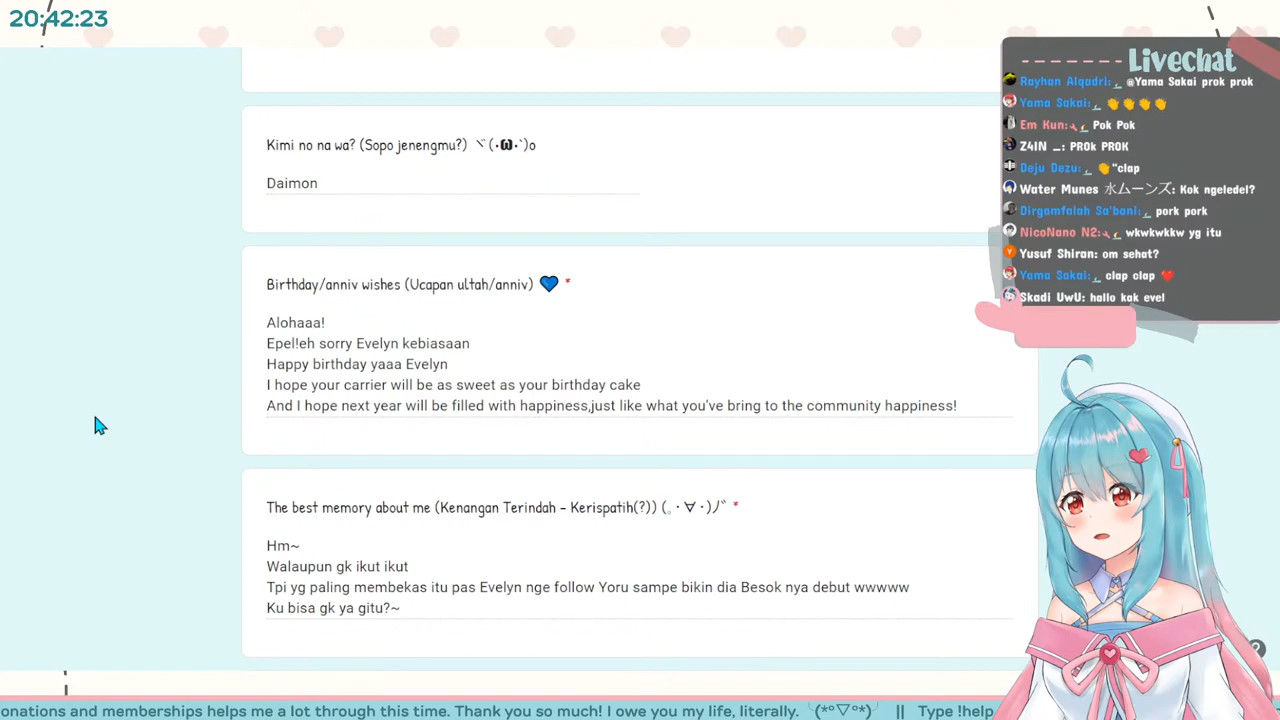 20:42:23
Kimi no na wa? (Sopo jenengmu?) ヾ(･ω･`)o
Daimon
Birthday/anniv wishes (Ucapan ultah/anniv) 💙 *
Alohaaa!
Epel!eh sorry Evelyn kebiasaan
Happy birthday yaaa Evelyn
I hope your carrier will be as sweet as your birthday cake
And I hope next year will be filled with happiness,just like what you've bring to the community happiness!
The best memory about me (Kenangan Terindah - Kerispatih(?)) (｡･∀･)ﾉﾞ *
Hm~
Walaupun gk ikut ikut
Tpi yg paling membekas itu pas Evelyn nge follow Yoru sampe bikin dia Besok nya debut wwwww
Ku bisa gk ya gitu?~
Livechat
Rayhan Alqadri: @Yama Sakai prok prok
Yama Sakai: 👏👏👏👏
Em Kun: Pok Pok
Z4IN _: PROk PROK
Deju Dezu: 👏"clap
Water Munes 水ムーンズ: Kok ngeledel?
Dirgamfalah Sa'bani: pork pork
NicoNano N2: wkwkwkkw yg itu
Yusuf Shiran: om sehat?
Yama Sakai: clap clap ❤️
Skadi UwU: hallo kak evel
onations and memberships helps me a lot through this time. Thank you so much! I owe you my life, literally. ╰(*°▽°*)╯ || Type !help